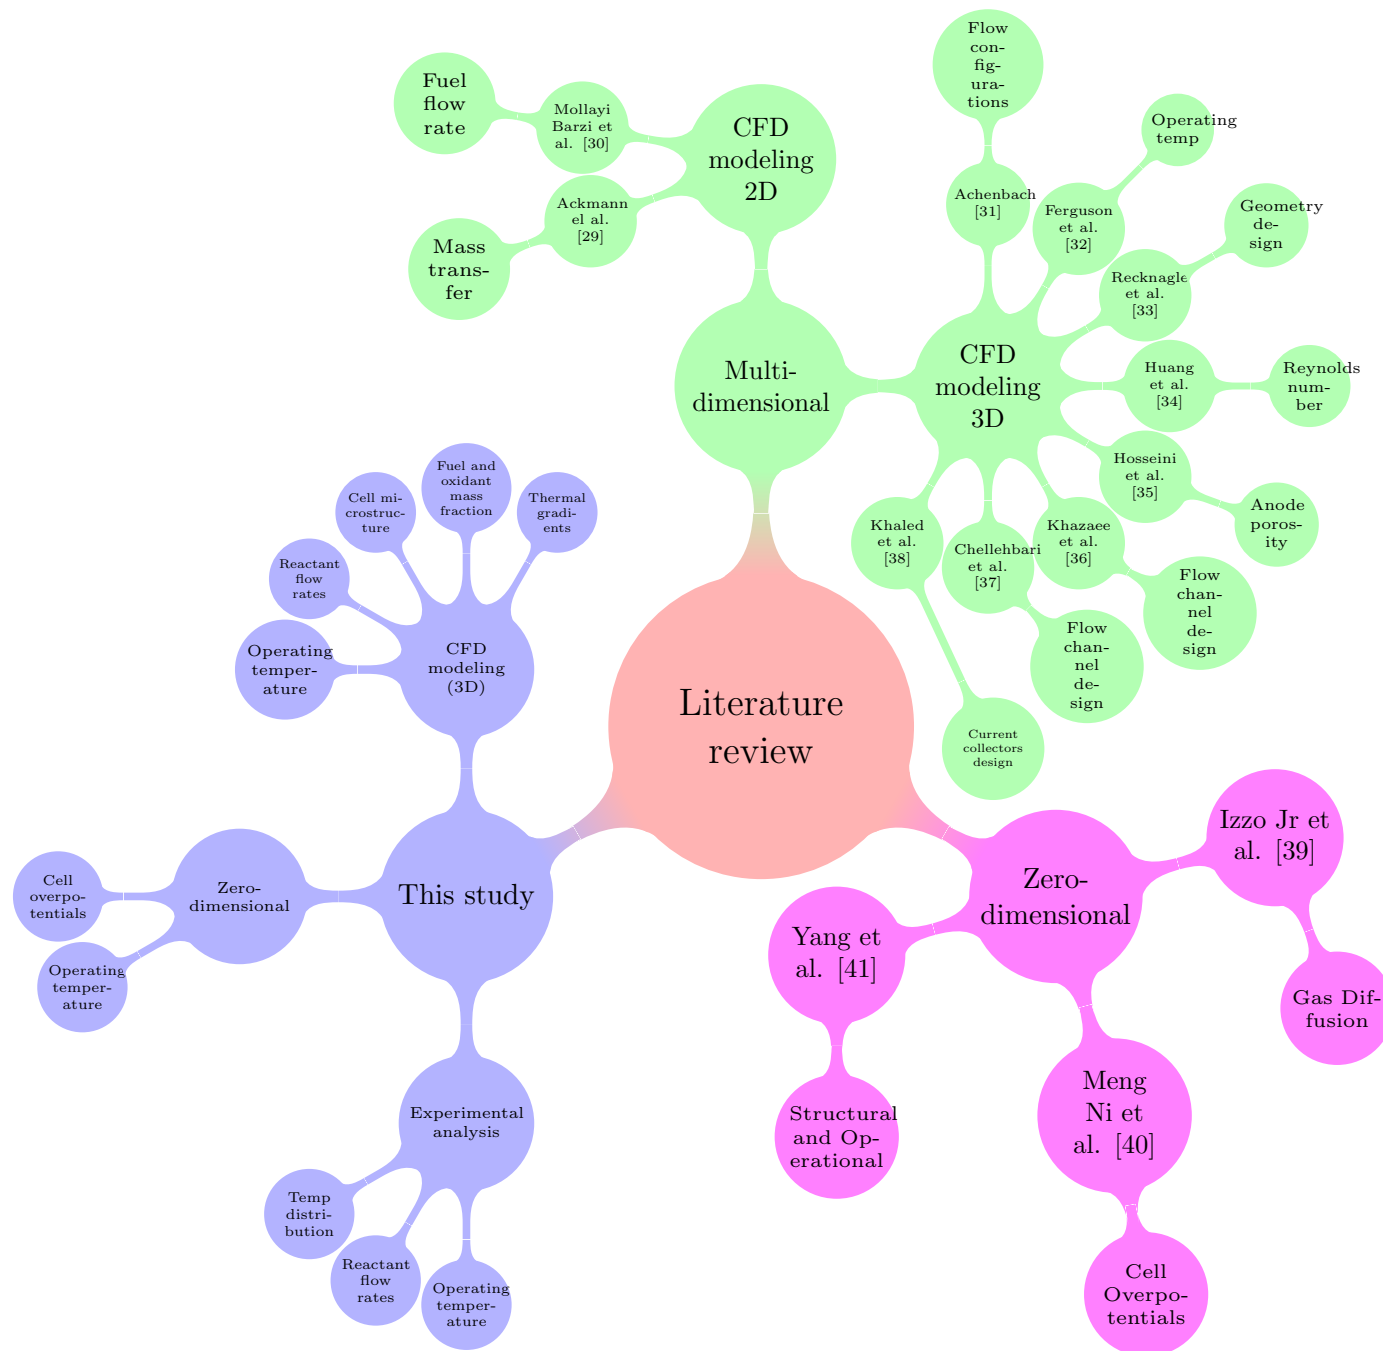 Literature
review
Multi-
dimensional
CFD
modeling
2D
Mollayi
Barzi et
al. [30]
Fuel
flow
rate
Ackmann
el al.
[29]
Mass
trans-
fer
CFD
modeling
3D
Achenbach
[31]
Flow
con-
fig-
ura-
tions
Ferguson
et al.
[32]
Operating
temp
Recknagle
et al.
[33]
Geometry
de-
sign
Huang
et al.
[34]
Reynolds
num-
ber
Hosseini
et al.
[35]
Anode
poros-
ity
Khazaee
et al.
[36]
Flow
chan-
nel
de-
sign
Chellehbari
et al.
[37]
Flow
chan-
nel
de-
sign
Khaled
et al.
[38]
Current
collectors
design
This study
CFD
modeling
(3D)
Thermal
gradi-
ents
Fuel and
oxidant
mass
fraction
Cell mi-
crostruc-
ture
Reactant
flow
rates
Operating
temper-
ature
Zero-
dimensional
Cell
overpo-
tentials
Operating
temper-
ature
Experimental
analysis
Temp
distri-
bution
Reactant
flow
rates
Operating
temper-
ature
Zero-
dimensional
Izzo Jr et
al. [39]
Gas Dif-
fusion
Meng
Ni et
al. [40]
Cell
Overpo-
tentials
Yang et
al. [41]
Structural
and Op-
erational